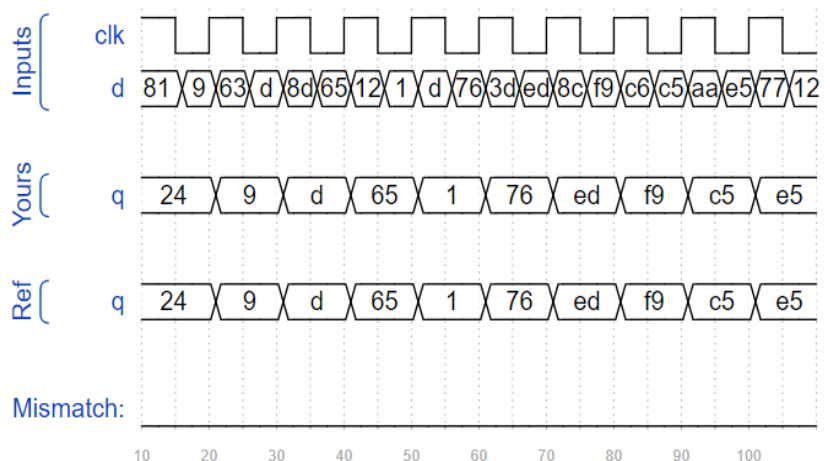 Inputs
clk
d 81 9 63 d 8d 65 12 1 d 76 3d ed 8c f9 c6 c5 aa e5 77 12
Yours
q 24 9 d 65 1 76 ed f9 c5 e5
Ref
q 24 9 d 65 1 76 ed f9 c5 e5
Mismatch:
10 20 30 40 50 60 70 80 90 100